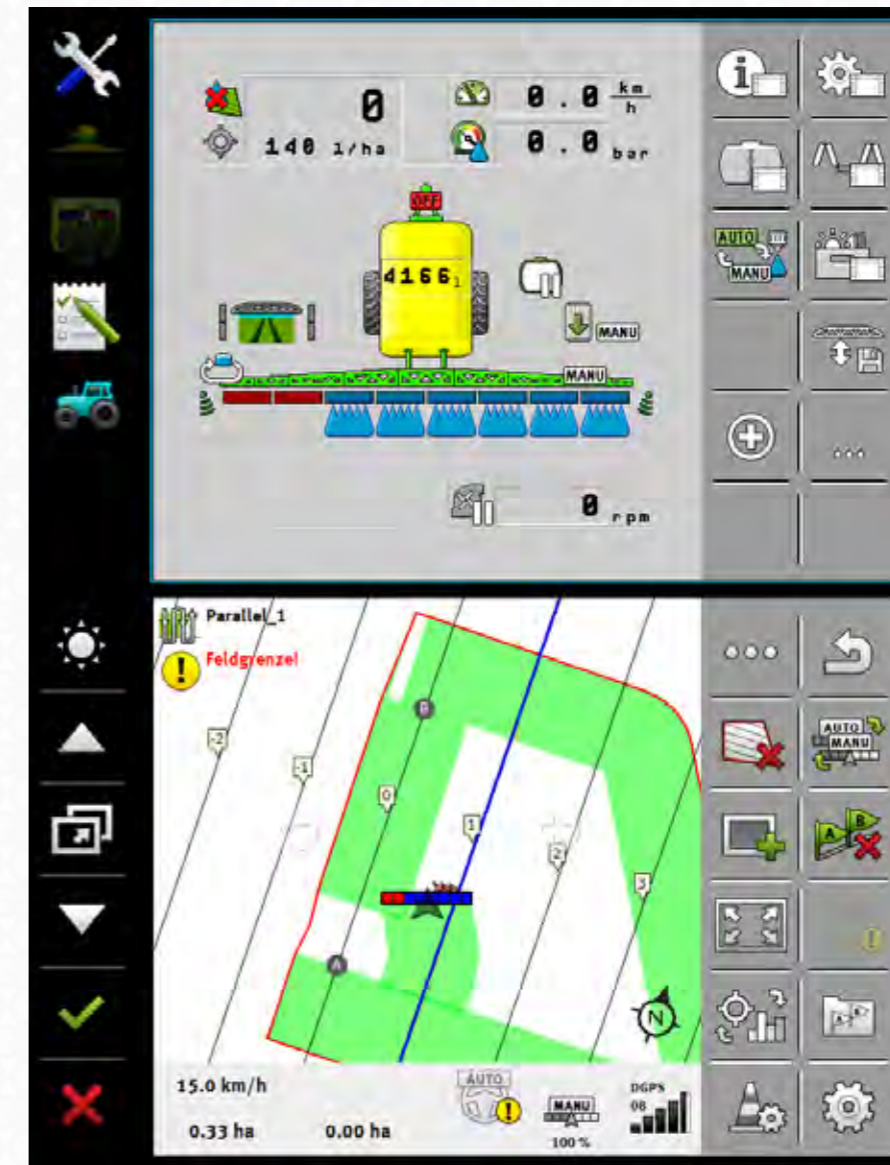 0
140 l/ha
0.0 km/h
0.0 bar
OFF
4166 l
MANU
MANU
AUTO
MANU
0 rpm
Parallel_1
Feldgrenze!
-2
-1
0
1
2
3
B
A
N
AUTO
MANU
A B
A B
15.0 km/h
0.33 ha
0.00 ha
AUTO
MANU
100 %
DGPS
08